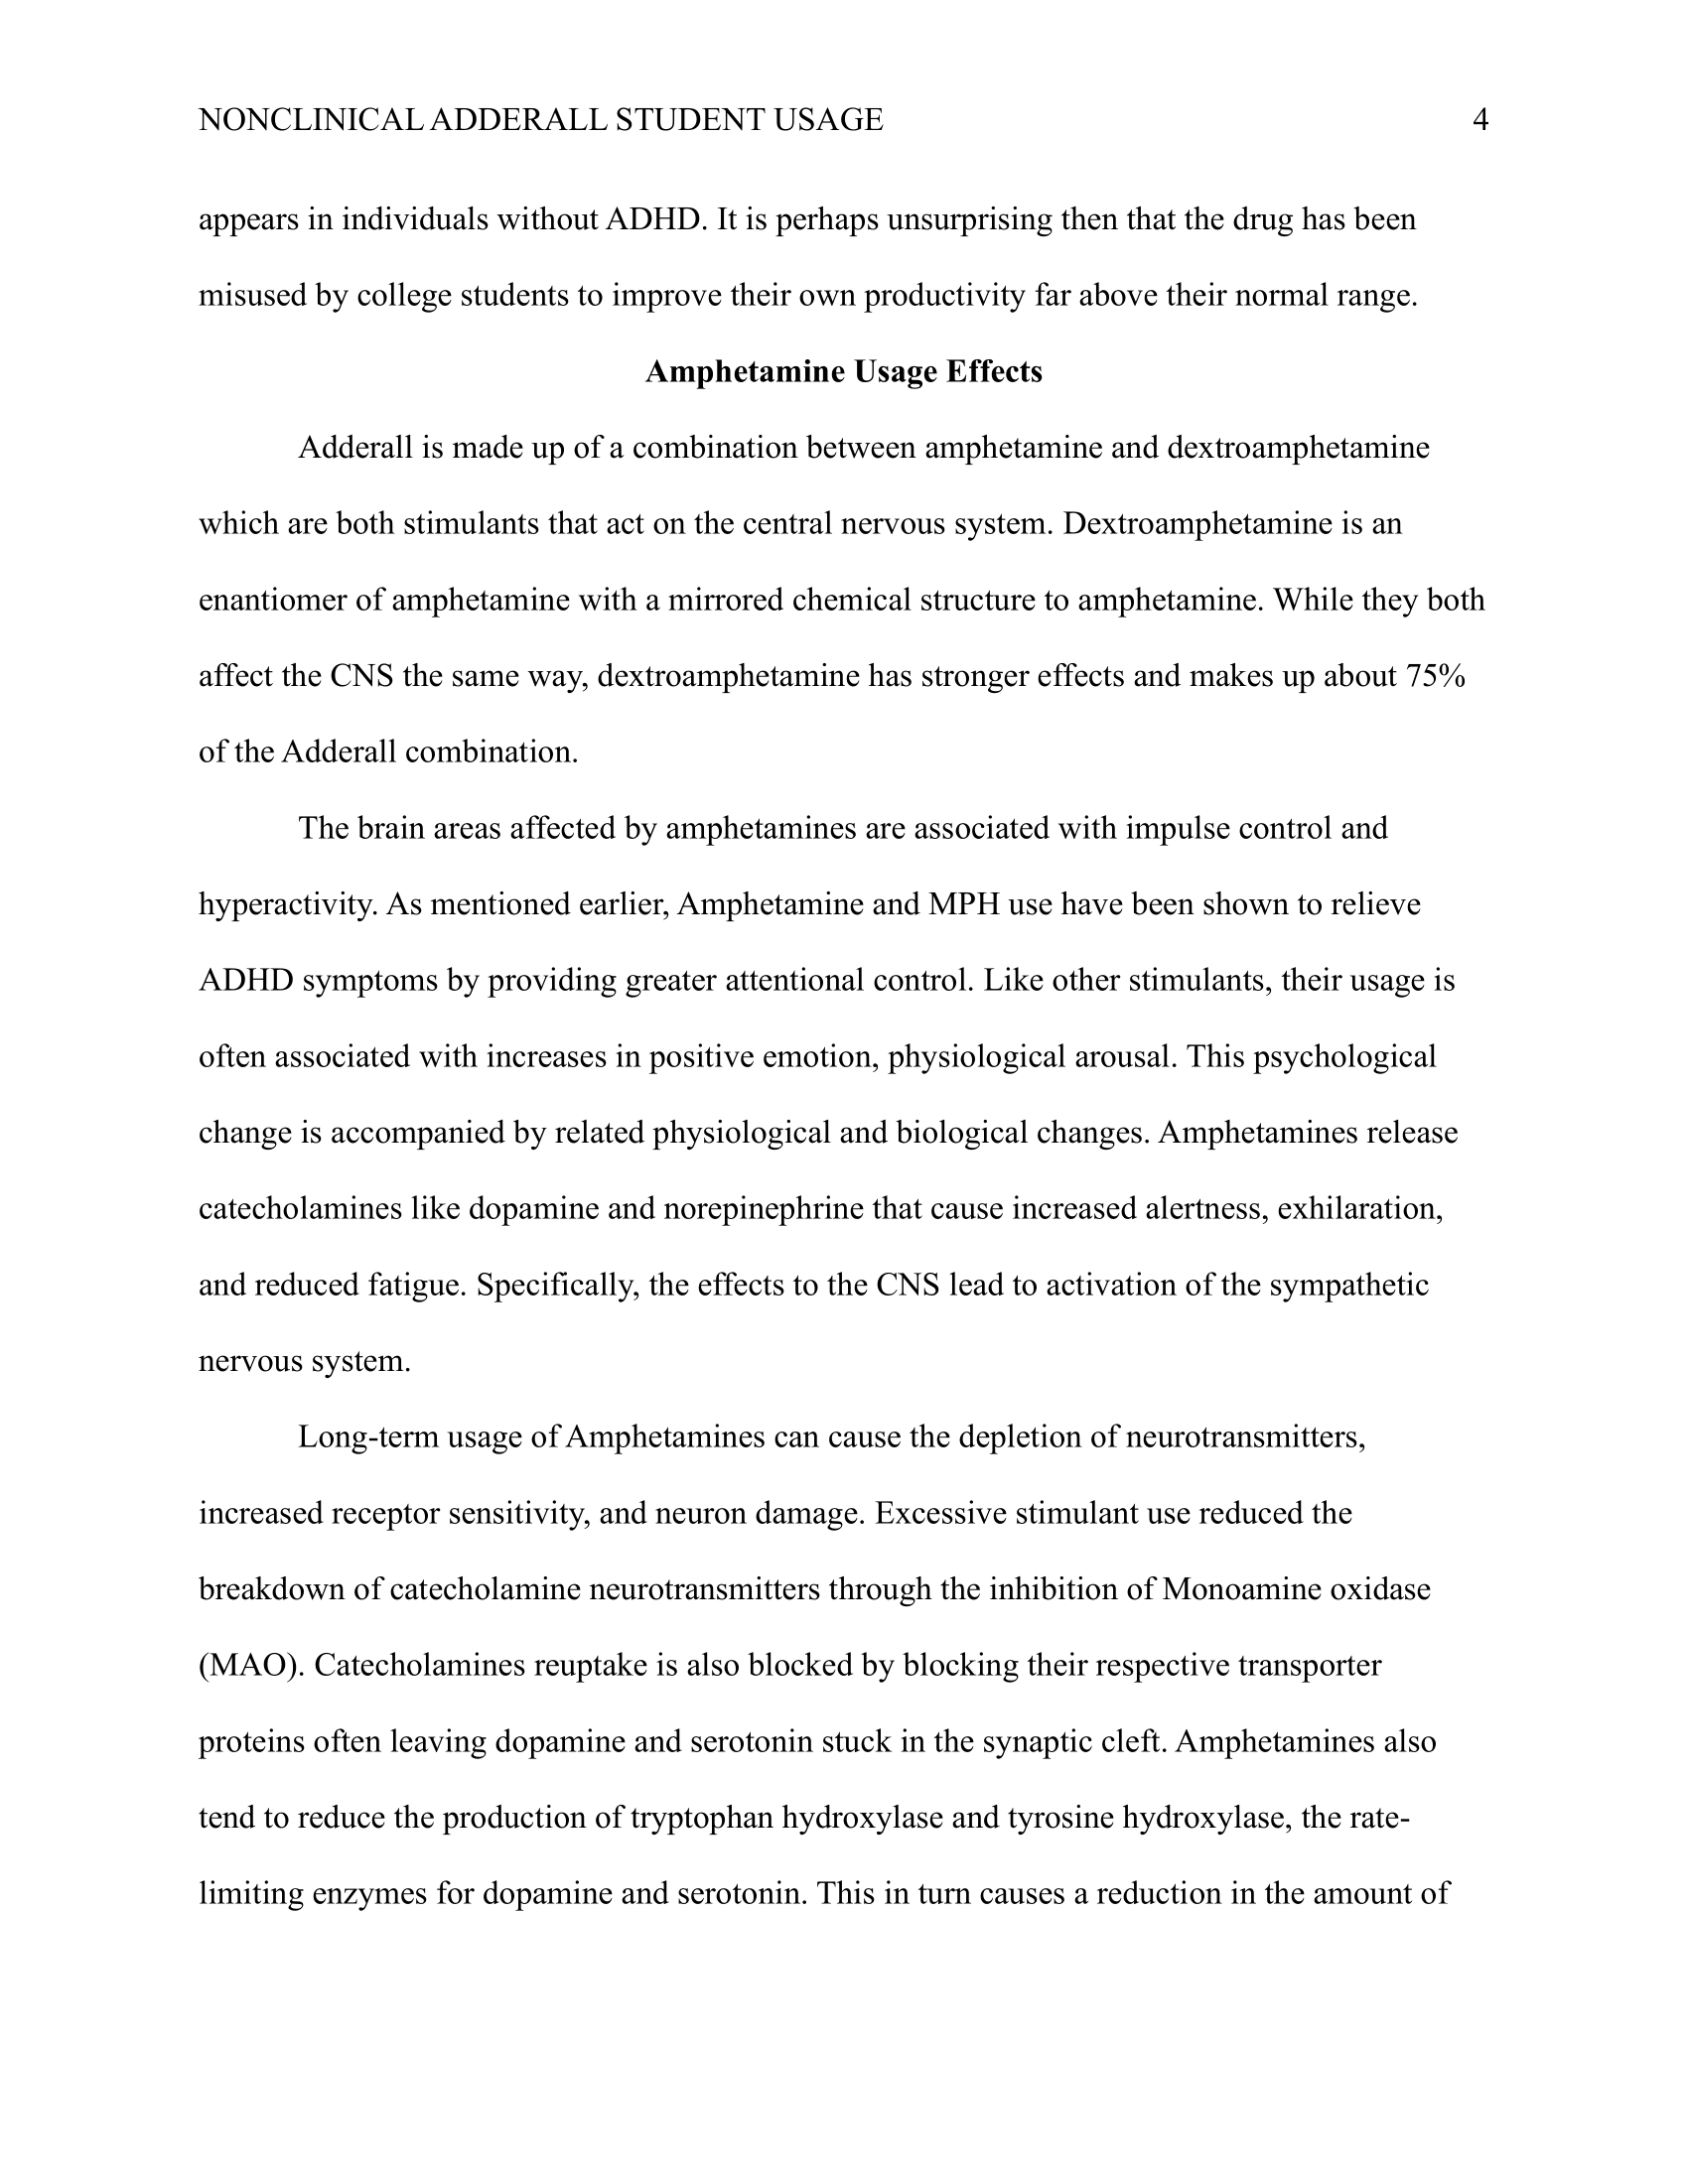 NONCLINICAL ADDERALL STUDENT USAGE 4
appears in individuals without ADHD. It is perhaps unsurprising then that the drug has been
misused by college students to improve their own productivity far above their normal range.
Amphetamine Usage Effects
Adderall is made up of a combination between amphetamine and dextroamphetamine
which are both stimulants that act on the central nervous system. Dextroamphetamine is an
enantiomer of amphetamine with a mirrored chemical structure to amphetamine. While they both
affect the CNS the same way, dextroamphetamine has stronger effects and makes up about 75%
of the Adderall combination.
The brain areas affected by amphetamines are associated with impulse control and
hyperactivity. As mentioned earlier, Amphetamine and MPH use have been shown to relieve
ADHD symptoms by providing greater attentional control. Like other stimulants, their usage is
often associated with increases in positive emotion, physiological arousal. This psychological
change is accompanied by related physiological and biological changes. Amphetamines release
catecholamines like dopamine and norepinephrine that cause increased alertness, exhilaration,
and reduced fatigue. Specifically, the effects to the CNS lead to activation of the sympathetic
nervous system.
Long-term usage of Amphetamines can cause the depletion of neurotransmitters,
increased receptor sensitivity, and neuron damage. Excessive stimulant use reduced the
breakdown of catecholamine neurotransmitters through the inhibition of Monoamine oxidase
(MAO). Catecholamines reuptake is also blocked by blocking their respective transporter
proteins often leaving dopamine and serotonin stuck in the synaptic cleft. Amphetamines also
tend to reduce the production of tryptophan hydroxylase and tyrosine hydroxylase, the rate-
limiting enzymes for dopamine and serotonin. This in turn causes a reduction in the amount of